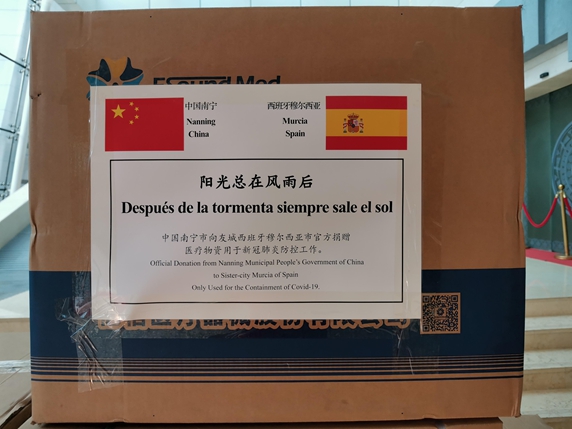 ESound Med
中国南宁
Nanning
China
西班牙穆尔西亚
Murcia
Spain
阳光总在风雨后
Después de la tormenta siempre sale el sol
中国南宁市向友城西班牙穆尔西亚市官方捐赠
医疗物资用于新冠肺炎防控工作。
Official Donation from Nanning Municipal People's Government of China
to Sister-city Murcia of Spain
Only Used for the Containment of Covid-19.